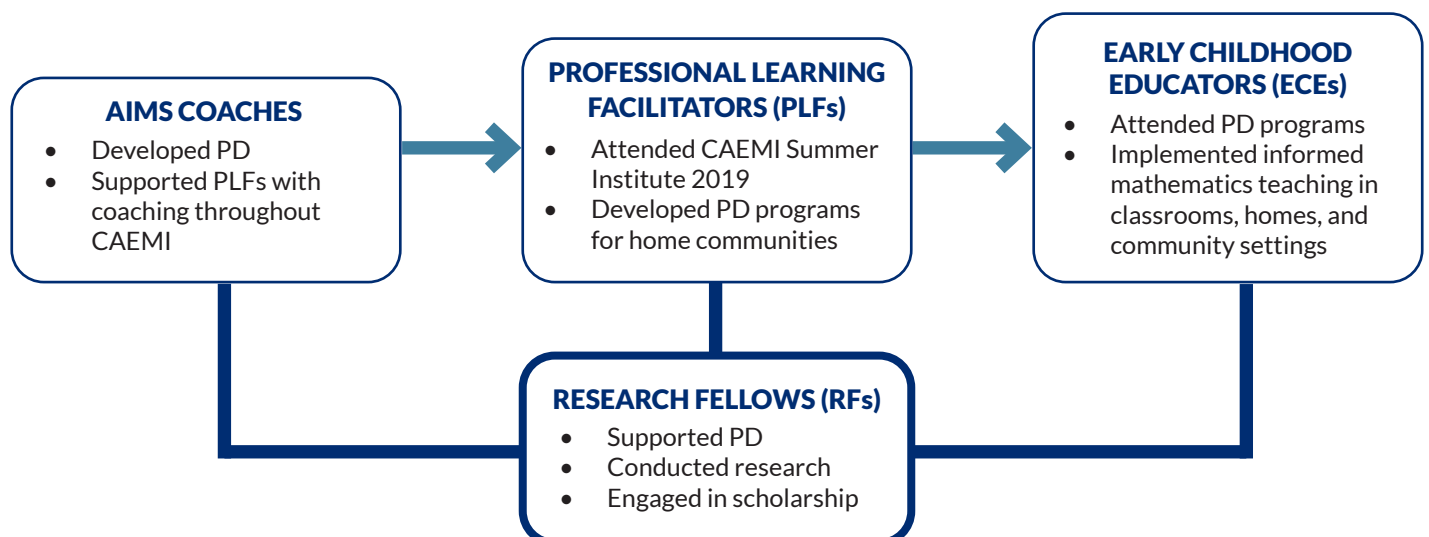 AIMS COACHES
• Developed PD
• Supported PLFs with
coaching throughout
CAEMI
PROFESSIONAL LEARNING
FACILITATORS (PLFs)
• Attended CAEMI Summer
Institute 2019
• Developed PD programs
for home communities
EARLY CHILDHOOD
EDUCATORS (ECEs)
• Attended PD programs
• Implemented informed
mathematics teaching in
classrooms, homes, and
community settings
RESEARCH FELLOWS (RFs)
• Supported PD
• Conducted research
• Engaged in scholarship